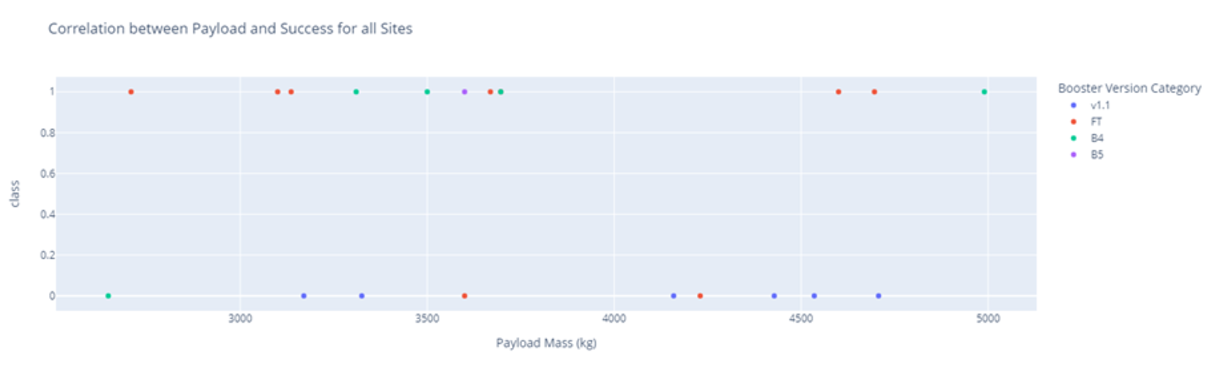 Correlation between Payload and Success for all Sites
Booster Version Category
v1.1
FT
B4
B5
1
0.8
0.6
0.4
0.2
0
class
3000 3500 4000 4500 5000
Payload Mass (kg)